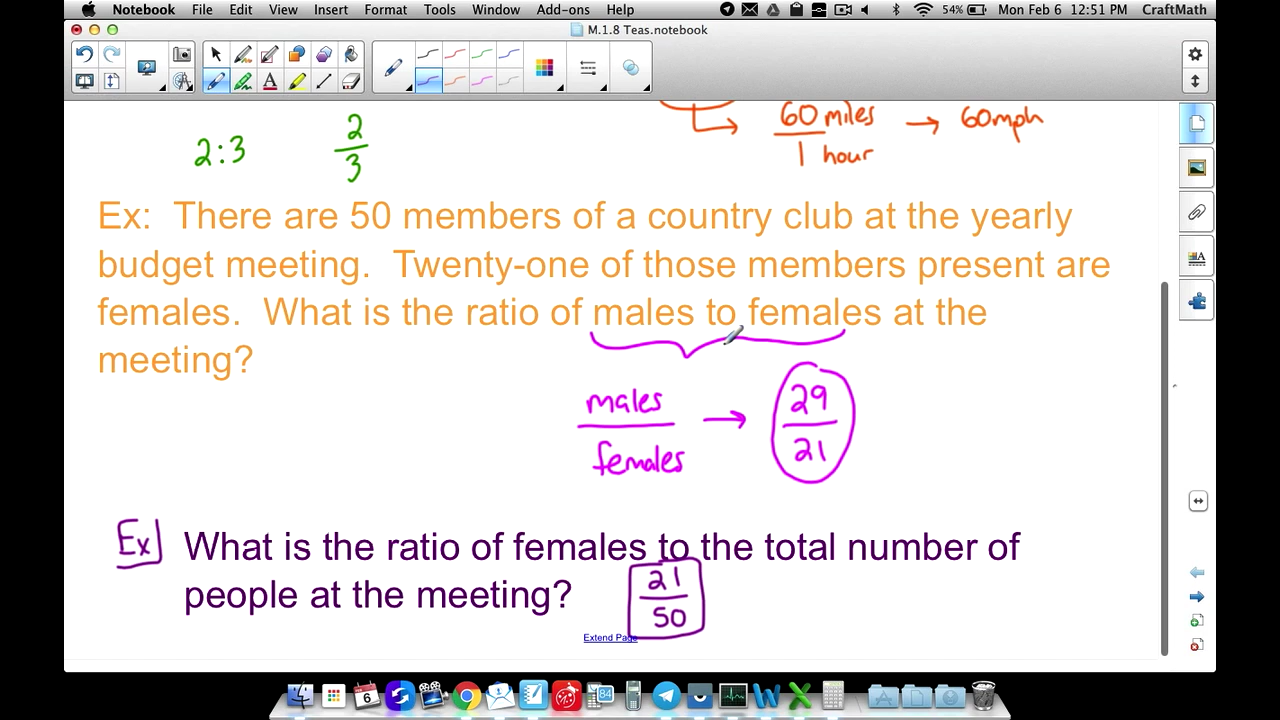 Notebook File Edit View Insert Format Tools Window Add-ons Help 54% Mon Feb 6 12:51 PM CraftMath
M.1.8 Teas.notebook
2:3
2
3
60 miles → 60mph
1 hour
Ex: There are 50 members of a country club at the yearly
budget meeting. Twenty-one of those members present are
females. What is the ratio of males to females at the
meeting?
males → 29
females 21
Ex What is the ratio of females to the total number of
people at the meeting? 21
50
Extend Page